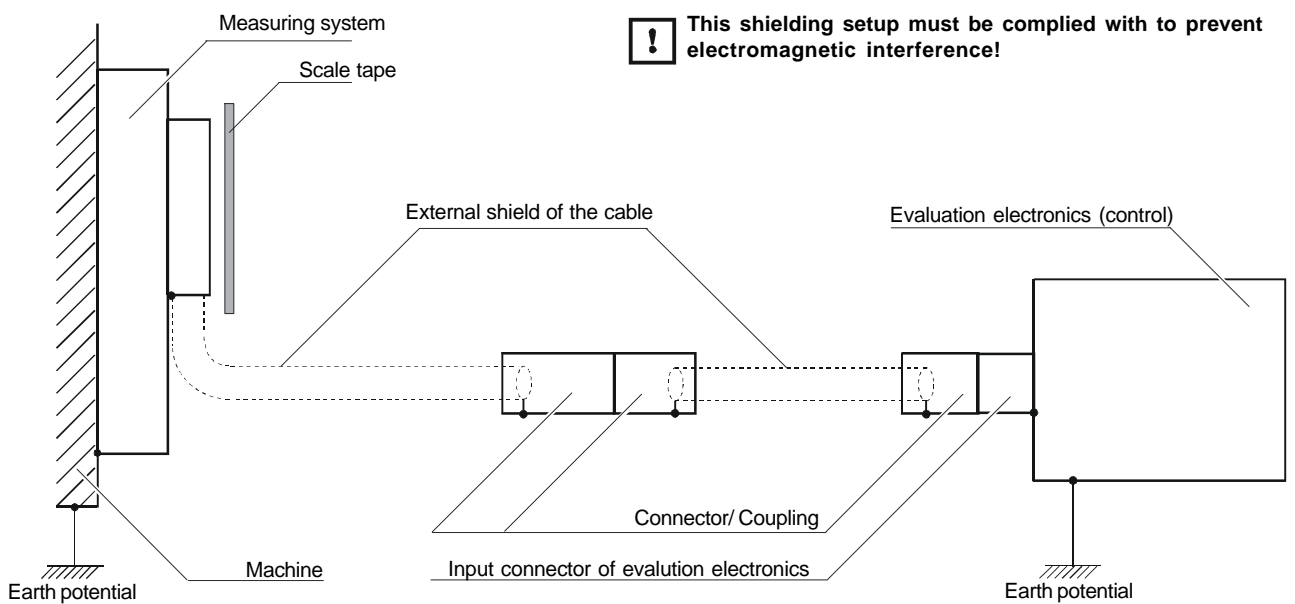 Measuring system
! This shielding setup must be complied with to prevent
electromagnetic interference!
Scale tape
External shield of the cable
Evaluation electronics (control)
Connector/ Coupling
Machine
Input connector of evalution electronics
Earth potential
Earth potential